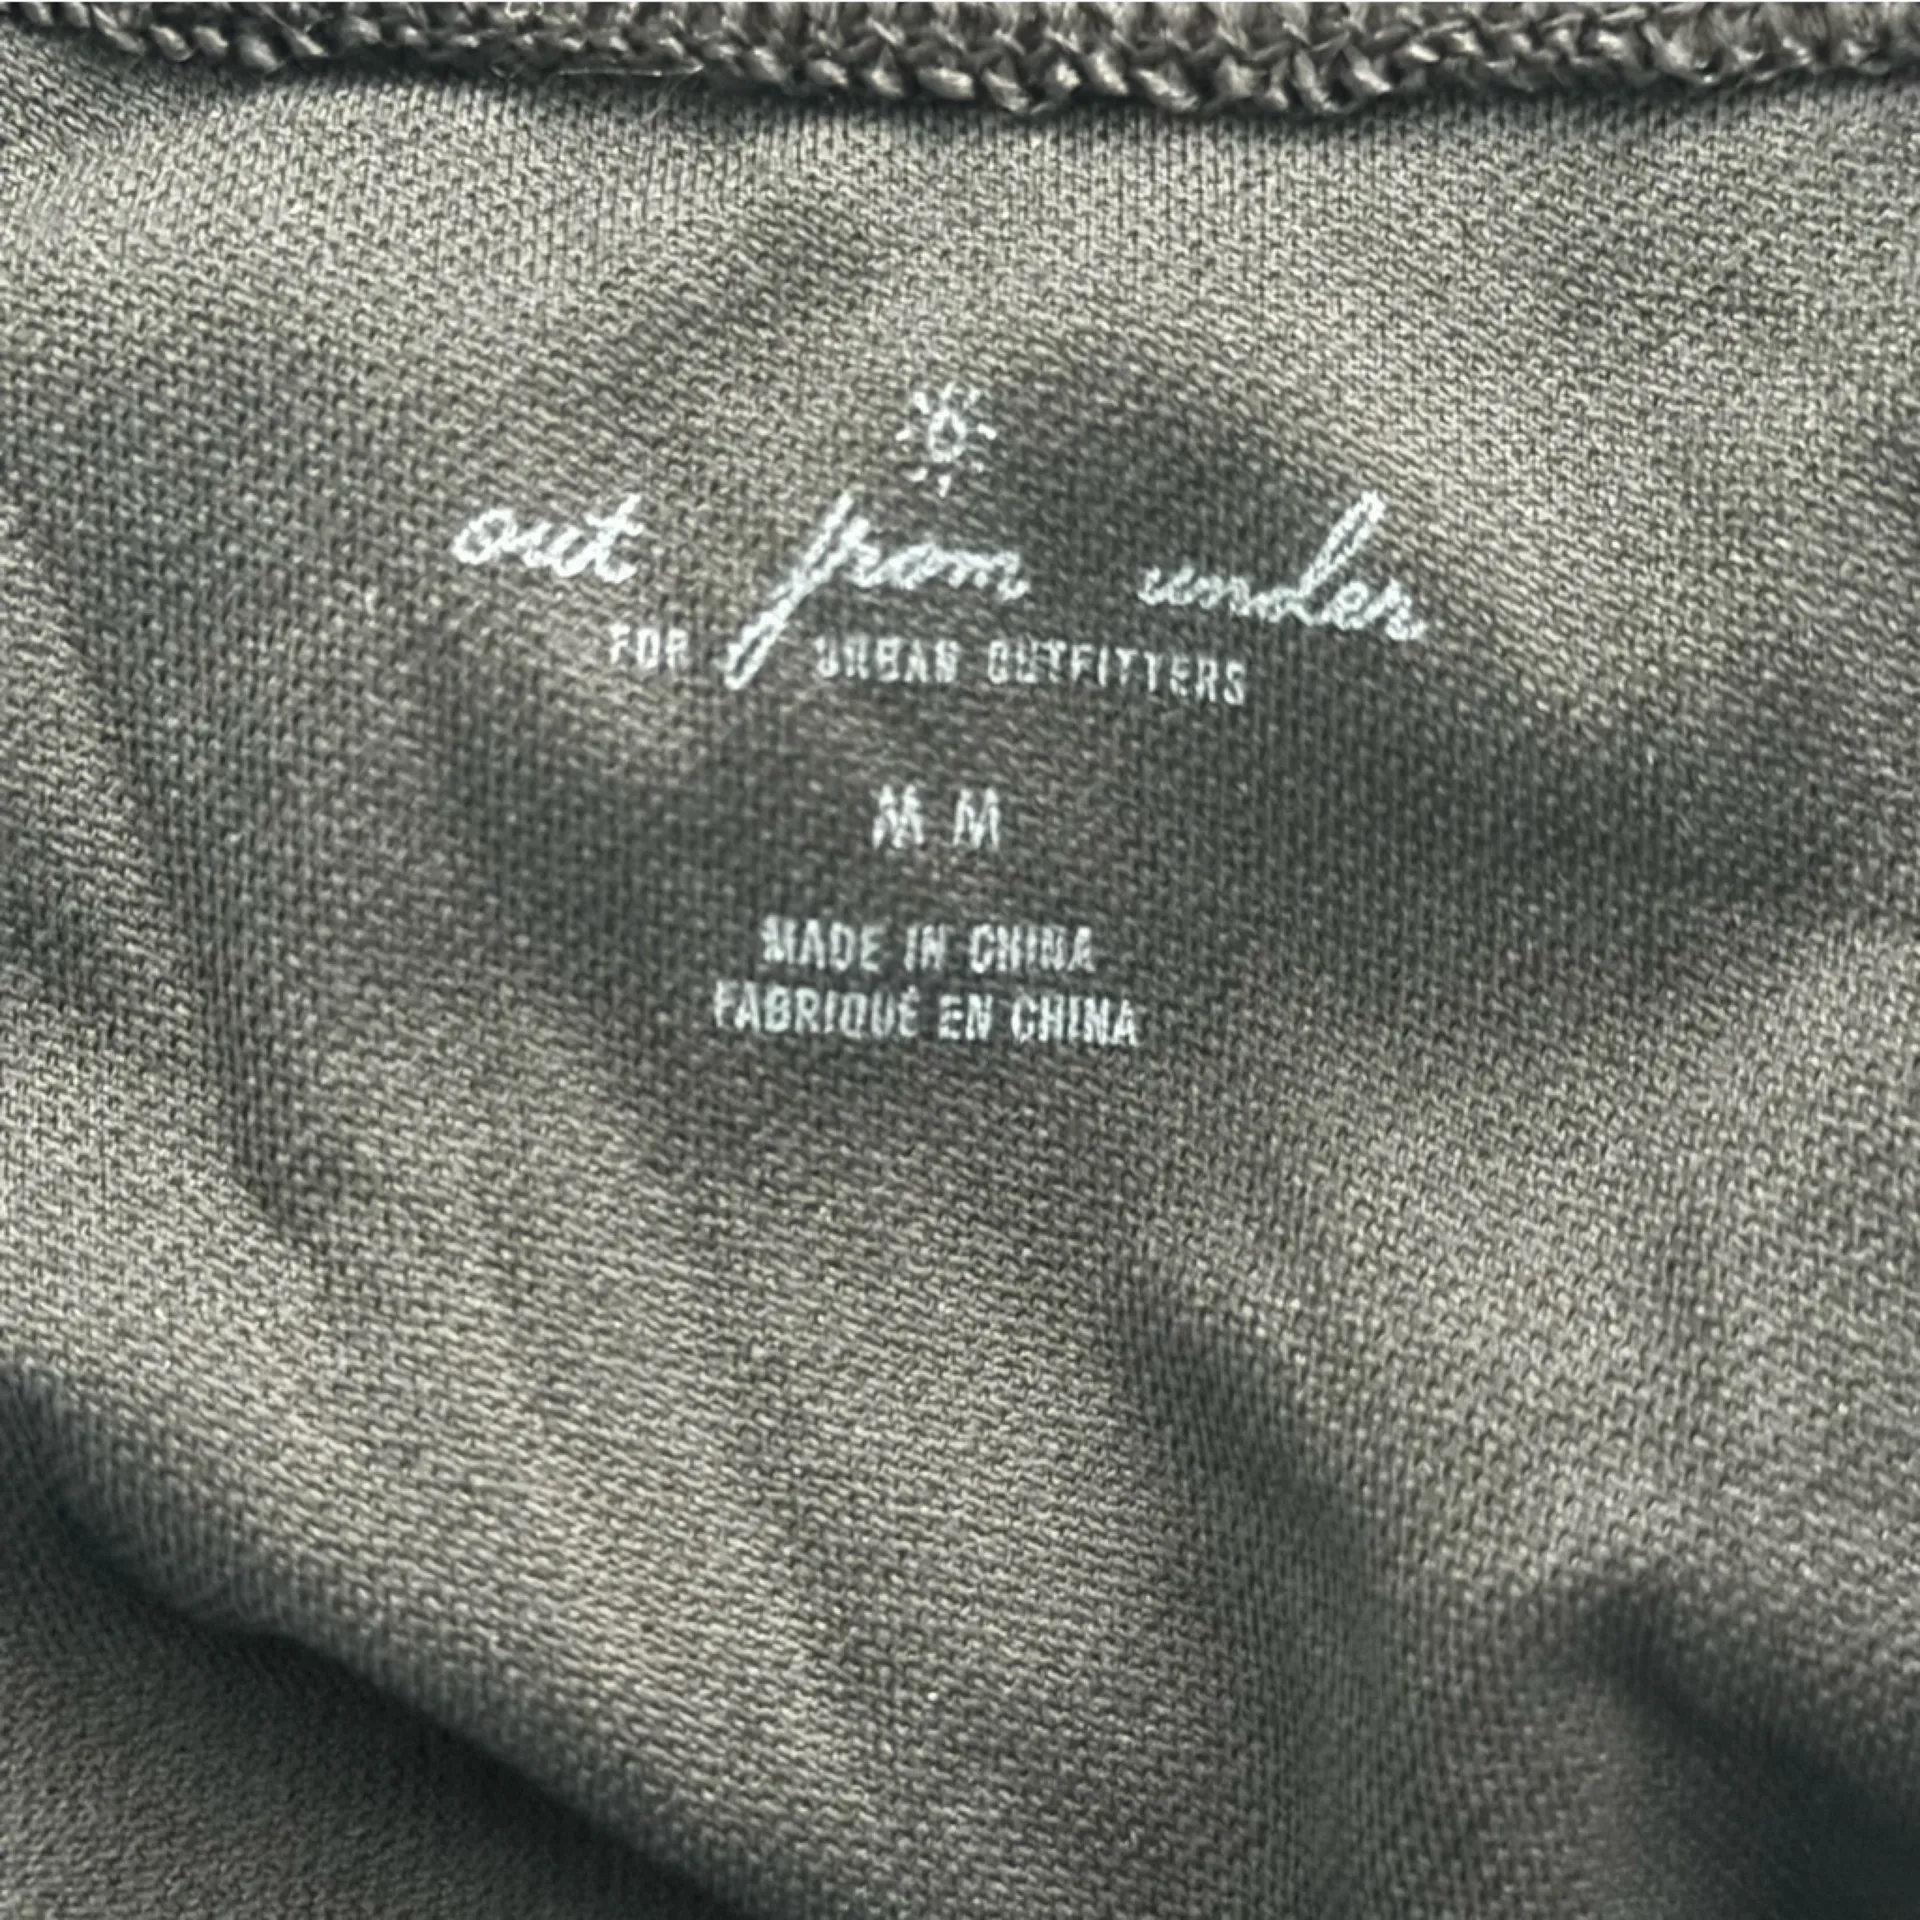 out from under
FOR URBAN OUTFITTERS
M M
MADE IN CHINA
FABRIQUÉ EN CHINA